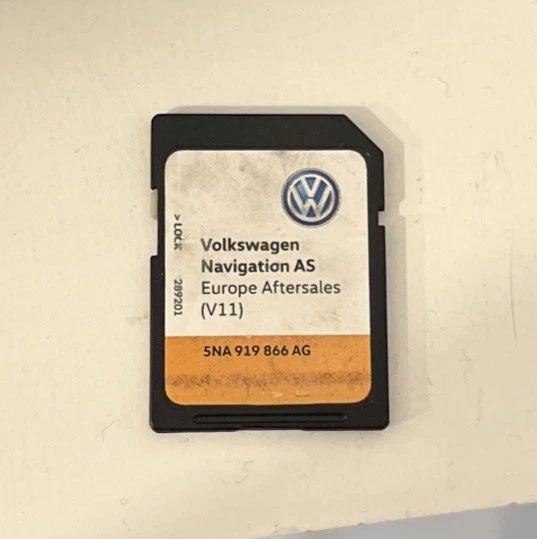 Volkswagen
Navigation AS
Europe Aftersales
(V11)
5NA 919 866 AG
> LOCK
289201